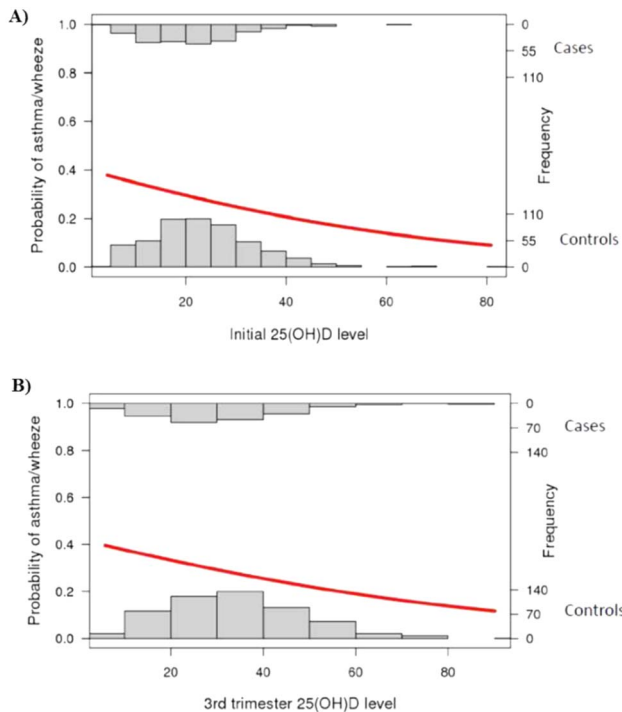 A)
Probability of asthma/wheeze
1.0
0.8
0.6
0.4
0.2
0.0
20 40 60 80
Initial 25(OH)D level
0
55
110
Cases
Frequency
110
55
0
Controls
B)
Probability of asthma/wheeze
1.0
0.8
0.6
0.4
0.2
0.0
20 40 60 80
3rd trimester 25(OH)D level
0
70
140
Cases
Frequency
140
70
0
Controls